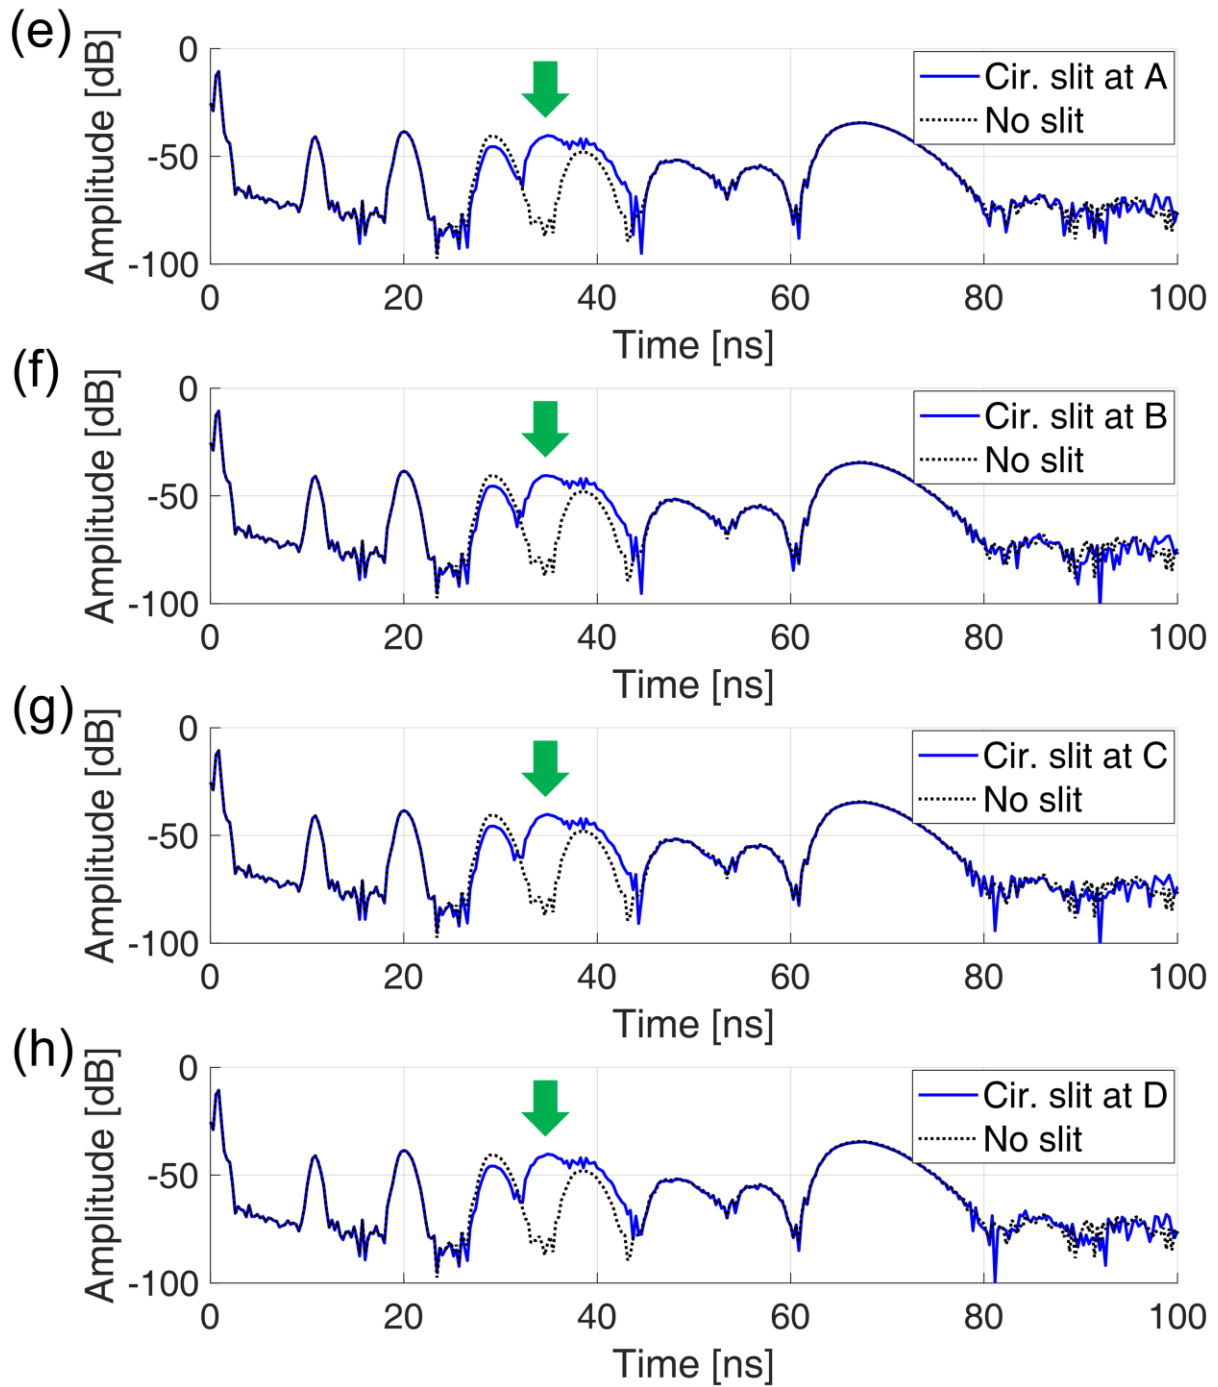 (e)
Amplitude [dB]
0
-50
-100
Cir. slit at A
No slit
0 20 40 60 80 100
Time [ns]
(f)
Amplitude [dB]
0
-50
-100
Cir. slit at B
No slit
0 20 40 60 80 100
Time [ns]
(g)
Amplitude [dB]
0
-50
-100
Cir. slit at C
No slit
0 20 40 60 80 100
Time [ns]
(h)
Amplitude [dB]
0
-50
-100
Cir. slit at D
No slit
0 20 40 60 80 100
Time [ns]